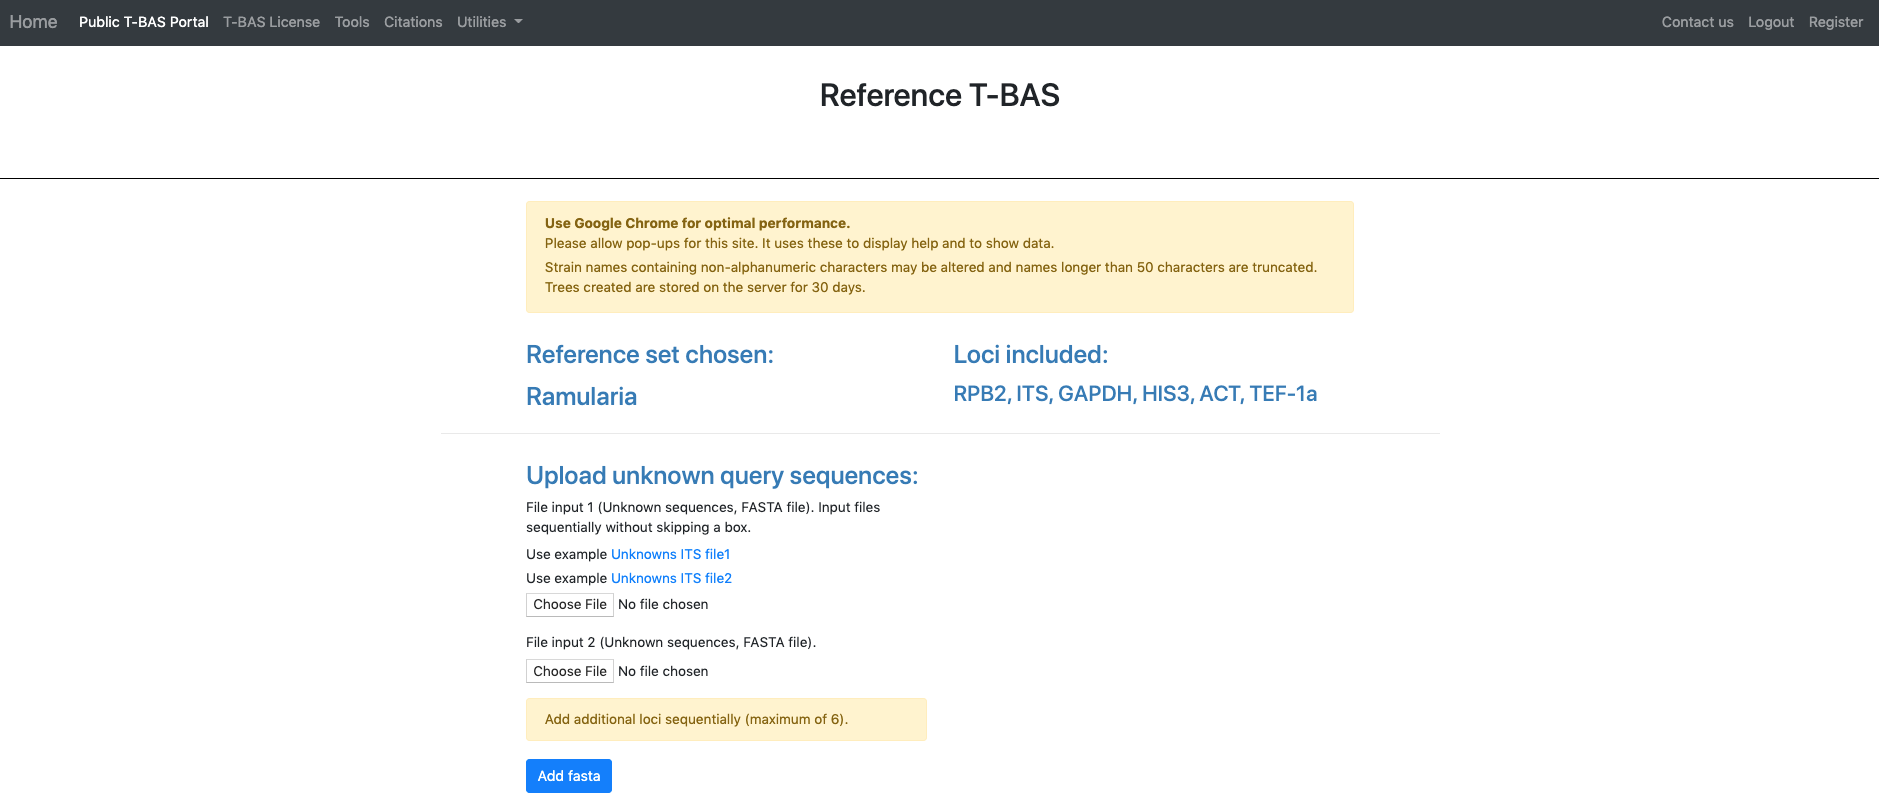 Home Public T-BAS Portal T-BAS License Tools Citations Utilities Contact us Logout Register
Reference T-BAS
Use Google Chrome for optimal performance.
Please allow pop-ups for this site. It uses these to display help and to show data.
Strain names containing non-alphanumeric characters may be altered and names longer than 50 characters are truncated.
Trees created are stored on the server for 30 days.
Reference set chosen:
Ramularia
Loci included:
RPB2, ITS, GAPDH, HIS3, ACT, TEF-1a
Upload unknown query sequences:
File input 1 (Unknown sequences, FASTA file). Input files
sequentially without skipping a box.
Use example Unknowns ITS file1
Use example Unknowns ITS file2
Choose File No file chosen
File input 2 (Unknown sequences, FASTA file).
Choose File No file chosen
Add additional loci sequentially (maximum of 6).
Add fasta